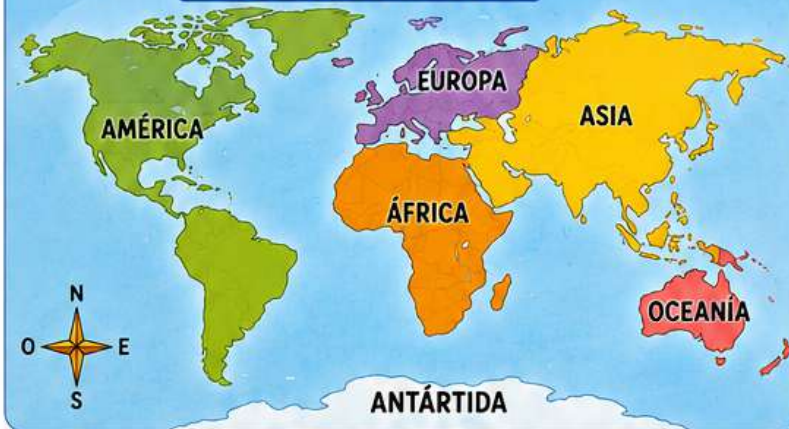 EUROPA
AMÉRICA
ASIA
ÁFRICA
OCEANÍA
N
O
E
S
ANTÁRTIDA